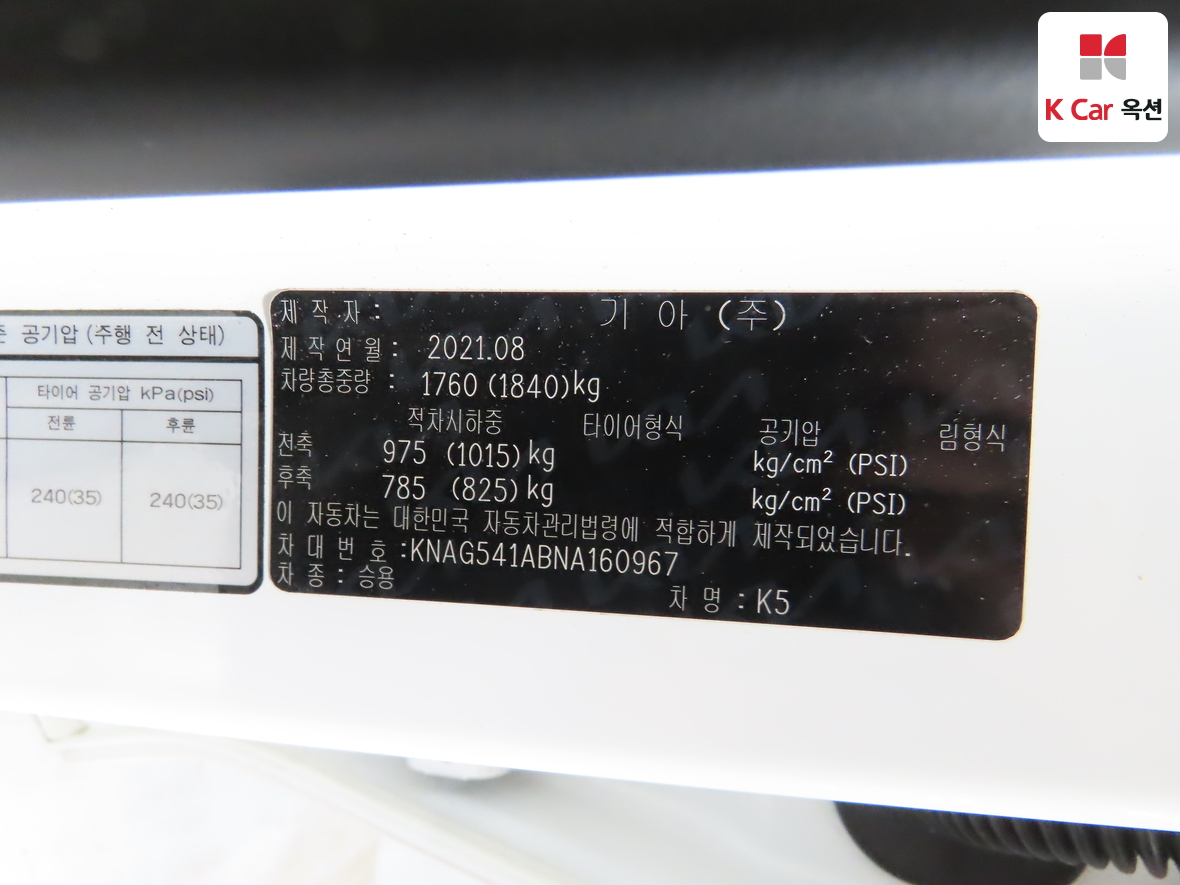 K Car 옥션
공기압 (주행 전 상태)
타이어 공기압 kPa(psi)
전륜 후륜
240(35) 240(35)
제 작 자 : 기 아 (주)
제 작 연 월 : 2021.08
차량총중량 : 1760 (1840)kg
적차시하중 타이어형식 공기압 림형식
전축 975 (1015)kg kg/cm² (PSI)
후축 785 (825)kg kg/cm² (PSI)
이 자동차는 대한민국 자동차관리법령에 적합하게 제작되었습니다.
차 대 번 호 :KNAG541ABNA160967
차 종 : 승용 차 명 : K5